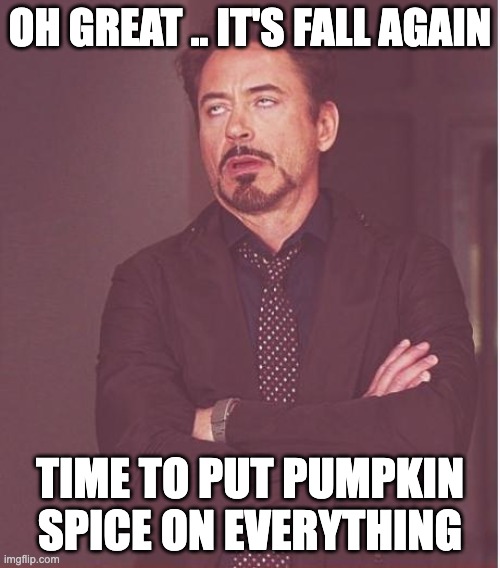 OH GREAT .. IT'S FALL AGAIN
TIME TO PUT PUMPKIN
SPICE ON EVERYTHING
imgflip.com